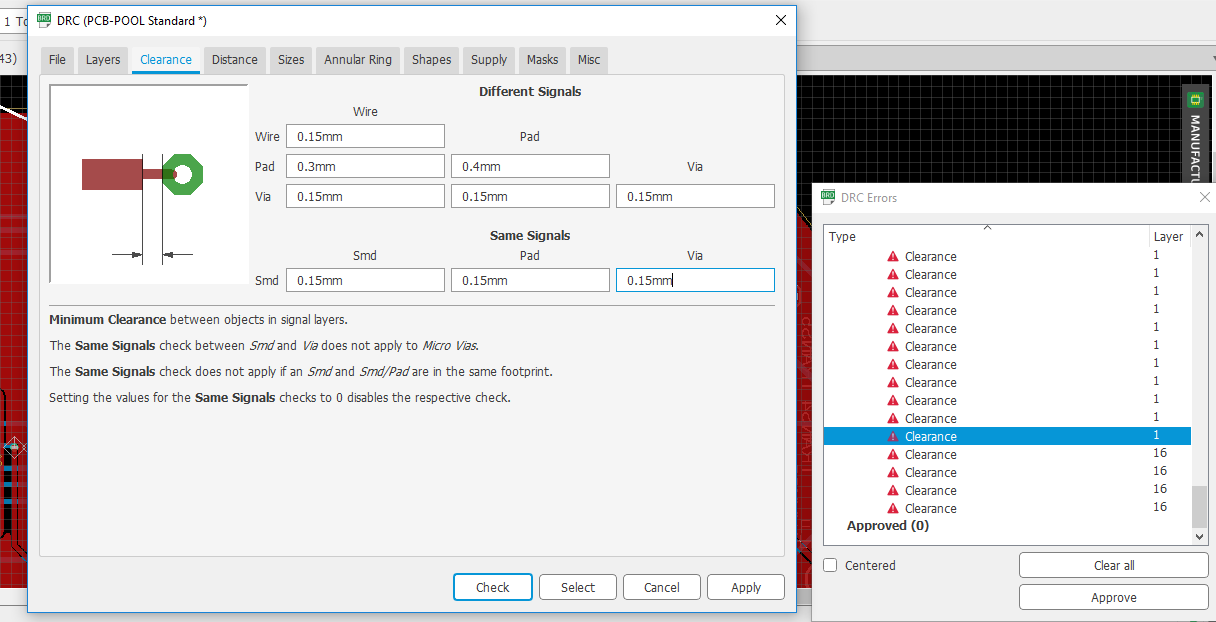 DRC (PCB-POOL Standard *)
1 To
43)
File Layers Clearance Distance Sizes Annular Ring Shapes Supply Masks Misc
Different Signals
Wire
Wire 0.15mm Pad
Pad 0.3mm 0.4mm Via
Via 0.15mm 0.15mm 0.15mm
Same Signals
Smd Pad Via
Smd 0.15mm 0.15mm 0.15mm
Minimum Clearance between objects in signal layers.
The Same Signals check between Smd and Via does not apply to Micro Vias.
The Same Signals check does not apply if an Smd and Smd/Pad are in the same footprint.
Setting the values for the Same Signals checks to 0 disables the respective check.
Check Select Cancel Apply
MANUFACTU
DRC Errors
Type Layer
Clearance 1
Clearance 1
Clearance 1
Clearance 1
Clearance 1
Clearance 1
Clearance 1
Clearance 1
Clearance 1
Clearance 1
Clearance 1
Clearance 16
Clearance 16
Clearance 16
Clearance 16
Approved (0)
Centered
Clear all
Approve